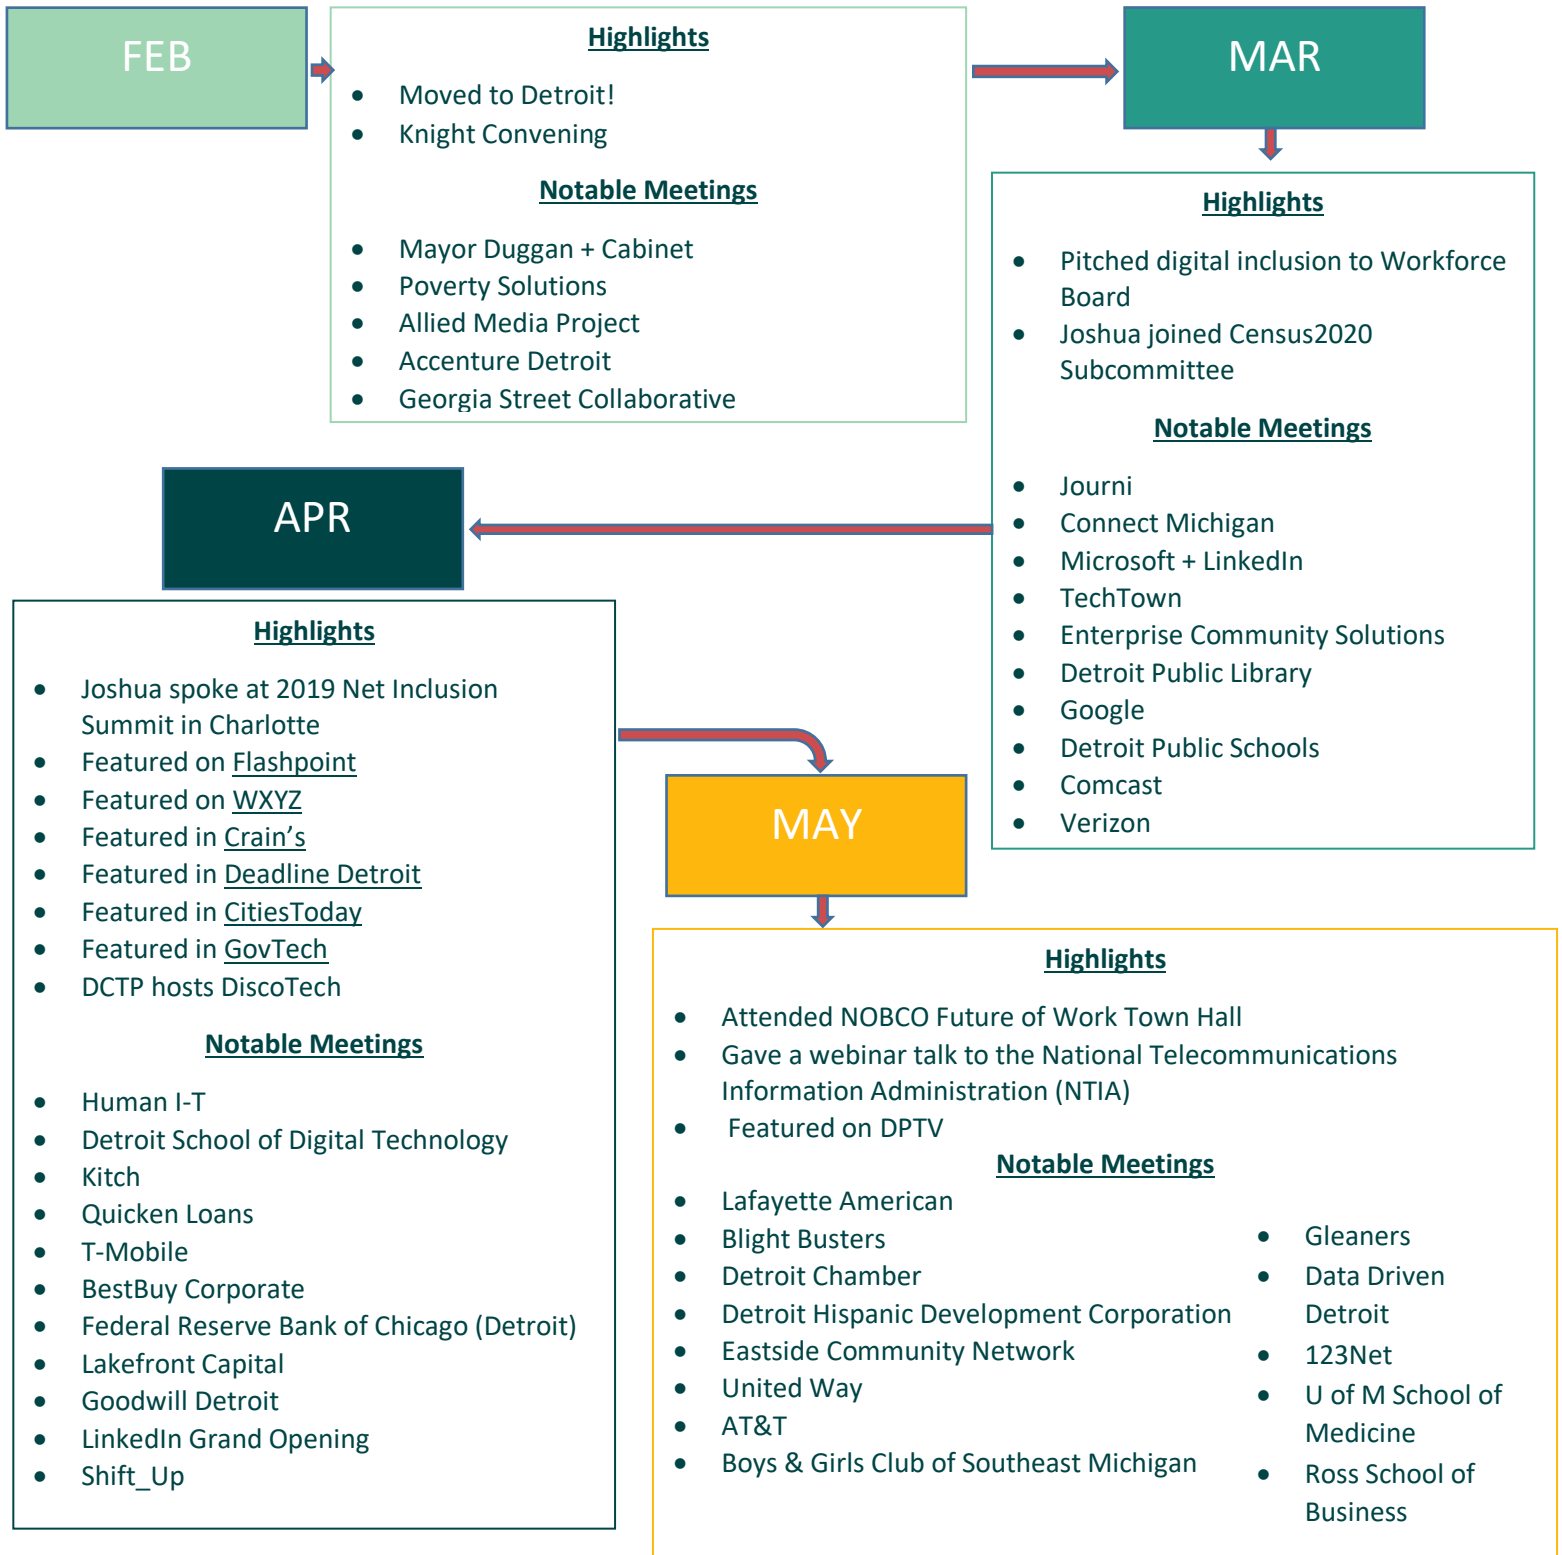 FEB
Highlights
• Moved to Detroit!
• Knight Convening
Notable Meetings
• Mayor Duggan + Cabinet
• Poverty Solutions
• Allied Media Project
• Accenture Detroit
• Georgia Street Collaborative
MAR
Highlights
• Pitched digital inclusion to Workforce
Board
• Joshua joined Census2020
Subcommittee
Notable Meetings
• Journi
• Connect Michigan
• Microsoft + LinkedIn
• TechTown
• Enterprise Community Solutions
• Detroit Public Library
• Google
• Detroit Public Schools
• Comcast
• Verizon
APR
Highlights
• Joshua spoke at 2019 Net Inclusion
Summit in Charlotte
• Featured on Flashpoint
• Featured on WXYZ
• Featured in Crain’s
• Featured in Deadline Detroit
• Featured in CitiesToday
• Featured in GovTech
• DCTP hosts DiscoTech
Notable Meetings
• Human I-T
• Detroit School of Digital Technology
• Kitch
• Quicken Loans
• T-Mobile
• BestBuy Corporate
• Federal Reserve Bank of Chicago (Detroit)
• Lakefront Capital
• Goodwill Detroit
• LinkedIn Grand Opening
• Shift_Up
MAY
Highlights
• Attended NOBCO Future of Work Town Hall
• Gave a webinar talk to the National Telecommunications
Information Administration (NTIA)
• Featured on DPTV
Notable Meetings
• Lafayette American
• Blight Busters
• Detroit Chamber
• Detroit Hispanic Development Corporation
• Eastside Community Network
• United Way
• AT&T
• Boys & Girls Club of Southeast Michigan
• Gleaners
• Data Driven
Detroit
• 123Net
• U of M School of
Medicine
• Ross School of
Business